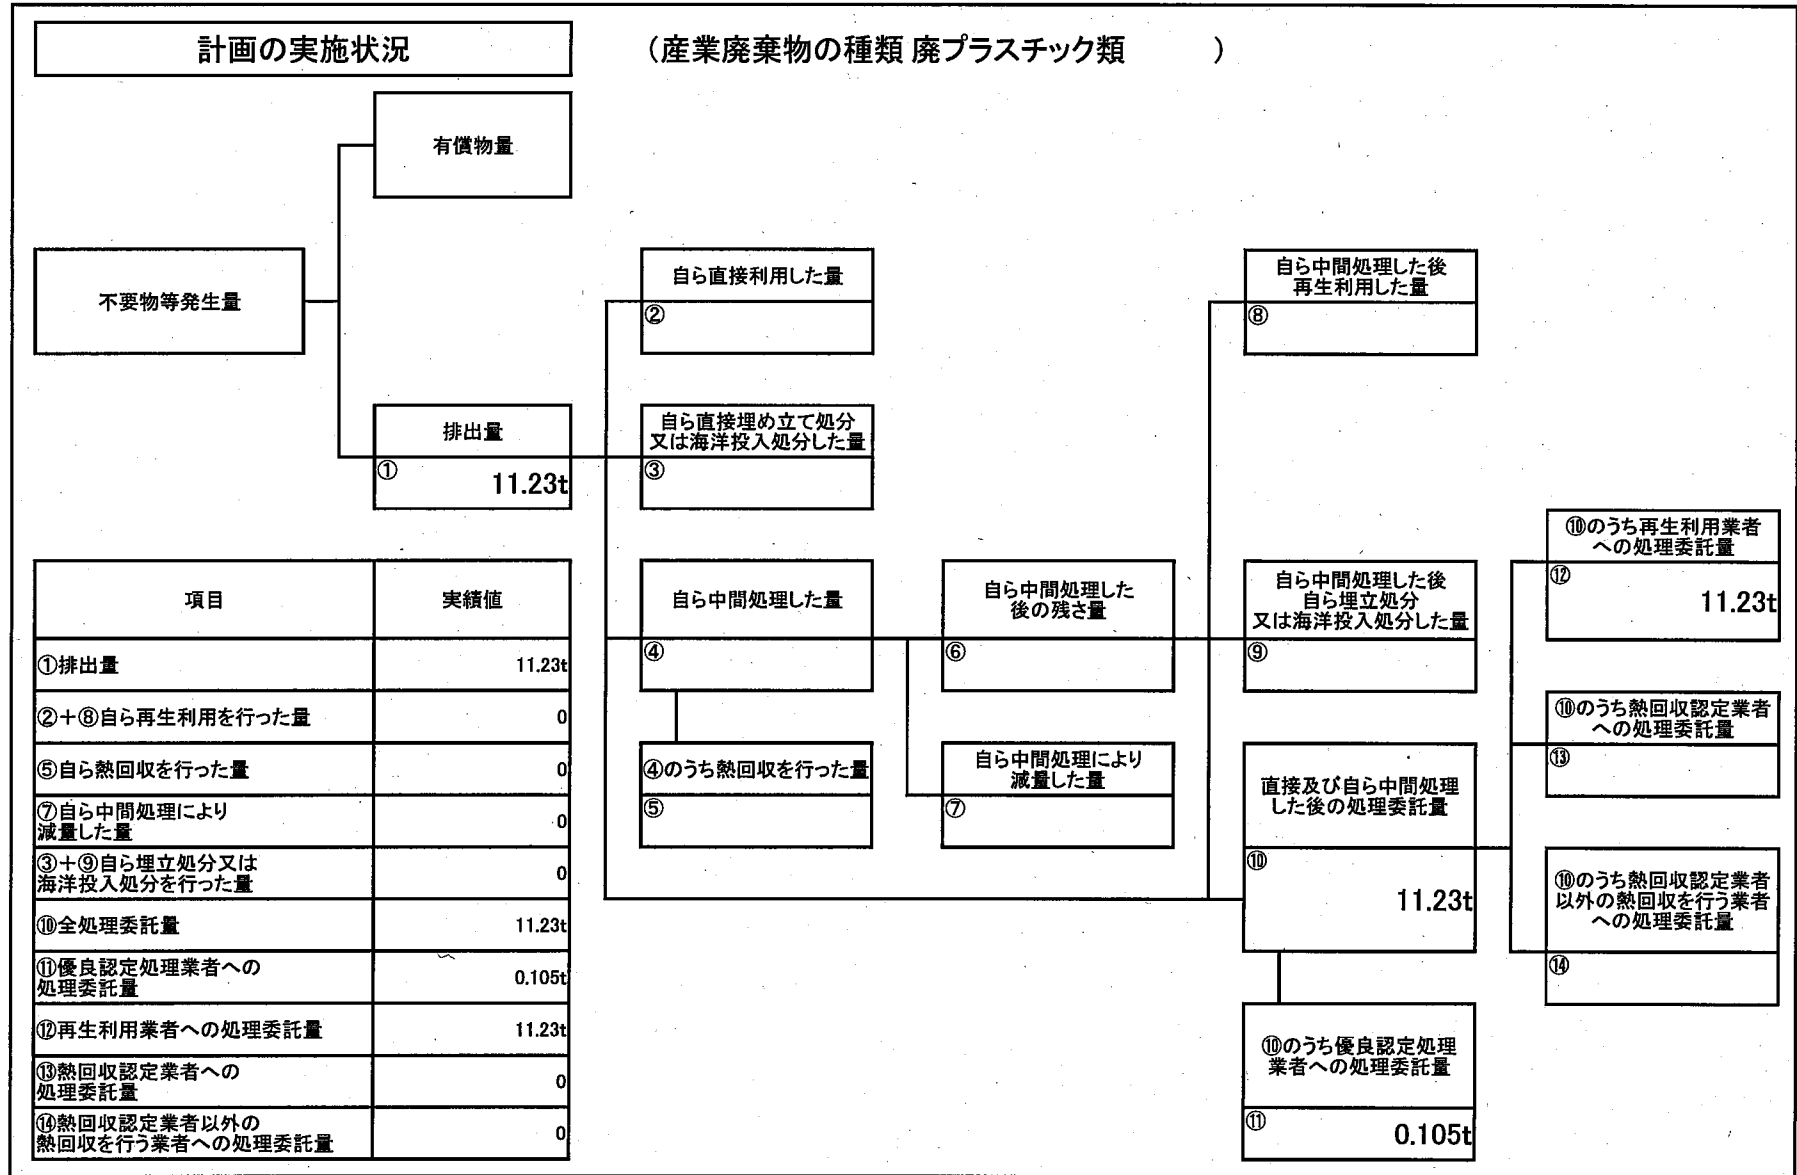 計画の実施状況
（産業廃棄物の種類 廃プラスチック類　　　）
有償物量
不要物等発生量
自ら直接利用した量
②
自ら中間処理した後
再生利用した量
⑧
排出量
①
11.23t
自ら直接埋め立て処分
又は海洋投入処分した量
③
⑩のうち再生利用業者
への処理委託量
⑫
11.23t
自ら中間処理した量
④
自ら中間処理した
後の残さ量
⑥
自ら中間処理した後
自ら埋立処分
又は海洋投入処分した量
⑨
⑩のうち熱回収認定業者
への処理委託量
⑬
④のうち熱回収を行った量
⑤
自ら中間処理により
減量した量
⑦
直接及び自ら中間処理
した後の処理委託量
⑩
11.23t
⑩のうち熱回収認定業者
以外の熱回収を行う業者
への処理委託量
⑭
⑩のうち優良認定処理
業者への処理委託量
⑪
0.105t
項目 実績値
①排出量 11.23t
②＋⑧自ら再生利用を行った量 0
⑤自ら熱回収を行った量 0
⑦自ら中間処理により
減量した量 0
③＋⑨自ら埋立処分又は
海洋投入処分を行った量 0
⑩全処理委託量 11.23t
⑪優良認定処理業者への
処理委託量 0.105t
⑫再生利用業者への処理委託量 11.23t
⑬熱回収認定業者への
処理委託量 0
⑭熱回収認定業者以外の
熱回収を行う業者への処理委託量 0